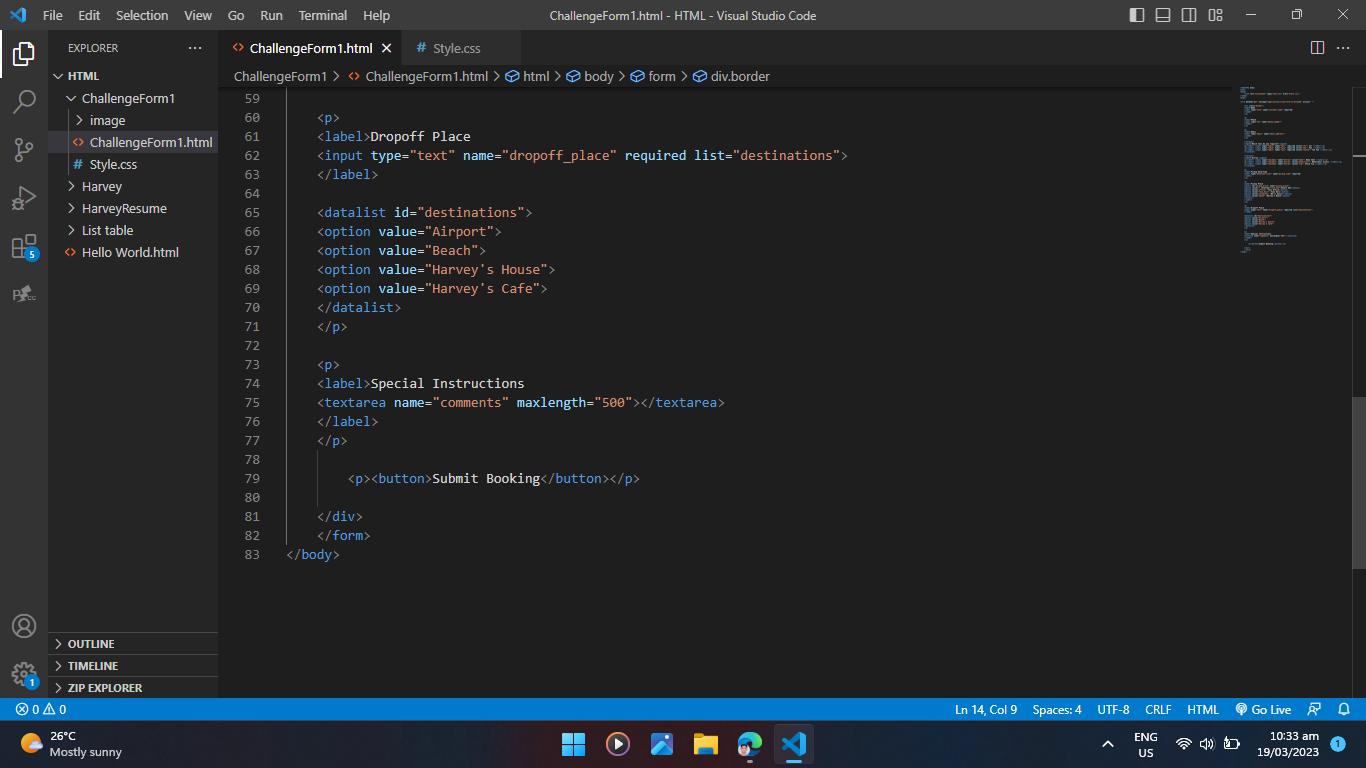 File Edit Selection View Go Run Terminal Help ChallengeForm1.html - HTML - Visual Studio Code
EXPLORER
HTML
ChallengeForm1
image
ChallengeForm1.html
Style.css
Harvey
HarveyResume
List table
Hello World.html
5
OUTLINE
TIMELINE
ZIP EXPLORER
1
ChallengeForm1.html # Style.css
ChallengeForm1 > ChallengeForm1.html > html > body > form > div.border
59
60 <p>
61 <label>Dropoff Place
62 <input type="text" name="dropoff_place" required list="destinations">
63 </label>
64
65 <datalist id="destinations">
66 <option value="Airport">
67 <option value="Beach">
68 <option value="Harvey's House">
69 <option value="Harvey's Cafe">
70 </datalist>
71 </p>
72
73 <p>
74 <label>Special Instructions
75 <textarea name="comments" maxlength="500"></textarea>
76 </label>
77 </p>
78
79 <p><button>Submit Booking</button></p>
80
81 </div>
82 </form>
83 </body>
0 0 Ln 14, Col 9 Spaces: 4 UTF-8 CRLF HTML Go Live
26°C
Mostly sunny
ENG
US
10:33 am
19/03/2023
1